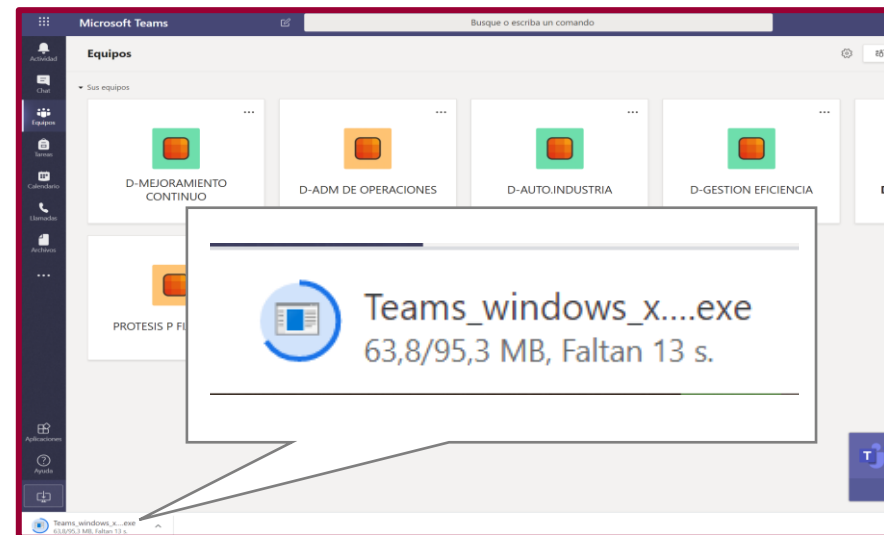 Microsoft Teams
Busque o escriba un comando
Actividad
Chat
Equipos
Tareas
Calendario
Llamadas
Archivos
Aplicaciones
Ayuda
Equipos
Sus equipos
D-MEJORAMIENTO
CONTINUO
D-ADM DE OPERACIONES
D-AUTO.INDUSTRIA
D-GESTION EFICIENCIA
PROTESIS P FI
Teams_windows_x....exe
63,8/95,3 MB, Faltan 13 s.
T
Teams_windows_x....exe
63,8/95,3 MB, Faltan 13 s.